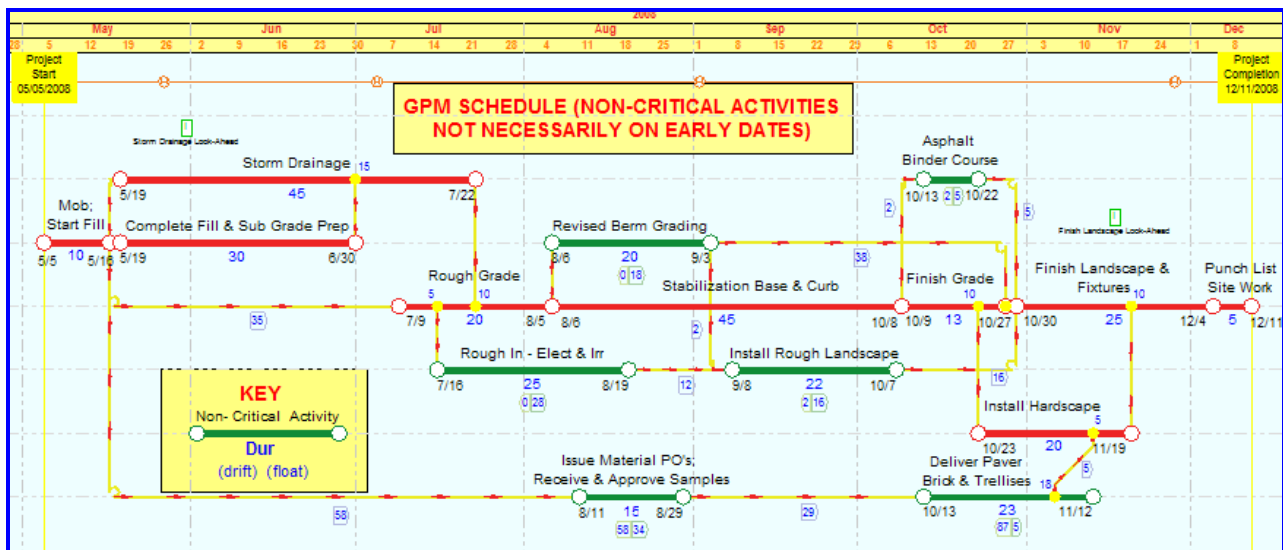 2008
May Jun Jul Aug Sep Oct Nov Dec
28 5 12 19 26 2 9 16 23 30 7 14 21 28 4 11 18 25 1 8 15 22 29 6 13 20 27 3 10 17 24 1 8
Project
Start
05/05/2008
Project
Completion
12/11/2008
GPM SCHEDULE (NON-CRITICAL ACTIVITIES
NOT NECESSARILY ON EARLY DATES)
Storm Drainage Look-Ahead
Storm Drainage 15
5/19 45 7/22
Asphalt
Binder Course
10/13 2 5 10/22
2
5
Mob;
Start Fill
5/5 10 5/16
Complete Fill & Sub Grade Prep
5/19 30 6/30
Revised Berm Grading
8/6 20 9/3
0 18
38
Finish Landscape Look-Ahead
Rough Grade
5 10
7/9 20 8/5
35
Stabilization Base & Curb
8/6 45 10/8
2
Finish Grade
10
10/9 13 10/27
Finish Landscape &
Fixtures 10
10/30 25 12/4
Punch List
Site Work
5 12/11
Rough In - Elect & Irr
7/16 25 8/19
0 28
12
Install Rough Landscape
9/8 22 10/7
2 16
16
KEY
Non- Critical Activity
Dur
(drift) (float)
Install Hardscape
5
10/23 20 11/19
5
Issue Material PO's;
Receive & Approve Samples
8/11 15 8/29
58 34
58
29
Deliver Paver
Brick & Trellises
18
10/13 23 11/12
87 5